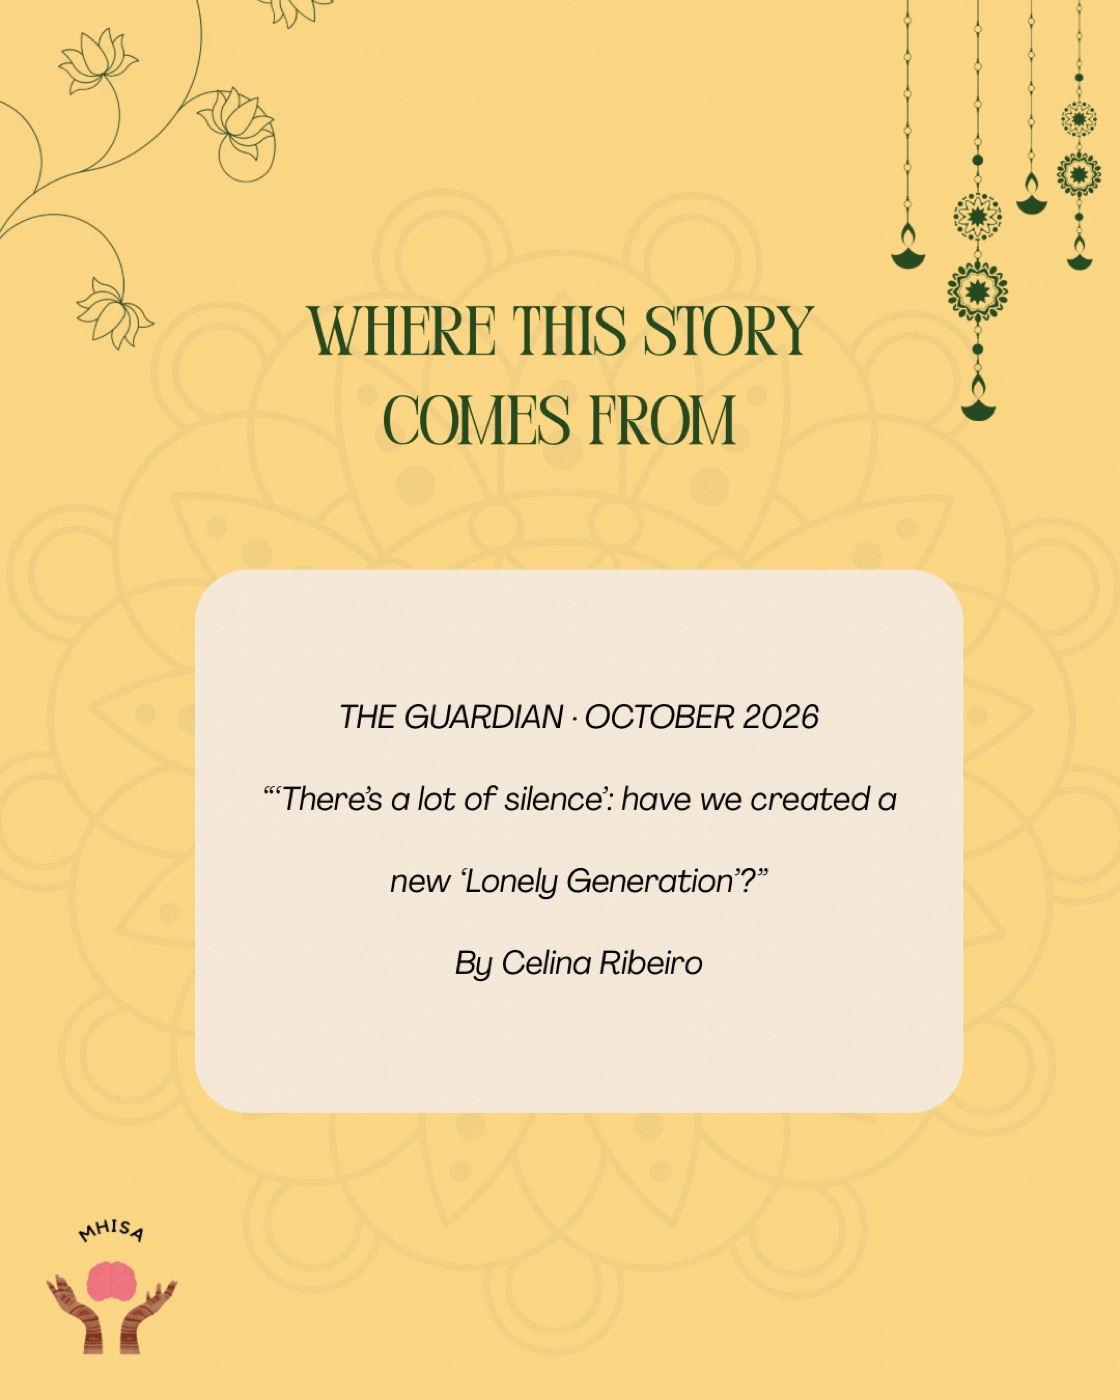 WHERE THIS STORY
COMES FROM
THE GUARDIAN · OCTOBER 2026
“‘There’s a lot of silence’: have we created a
new ‘Lonely Generation’?”
By Celina Ribeiro
MHISA